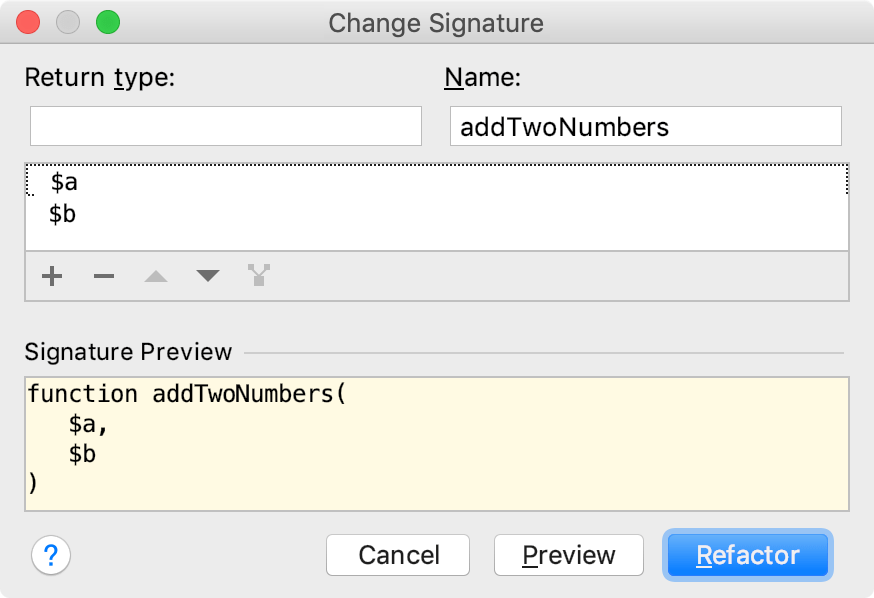 Change Signature
Return type:
Name:
addTwoNumbers
$a
$b
Signature Preview
function addTwoNumbers(
$a,
$b
)
?
Cancel
Preview
Refactor